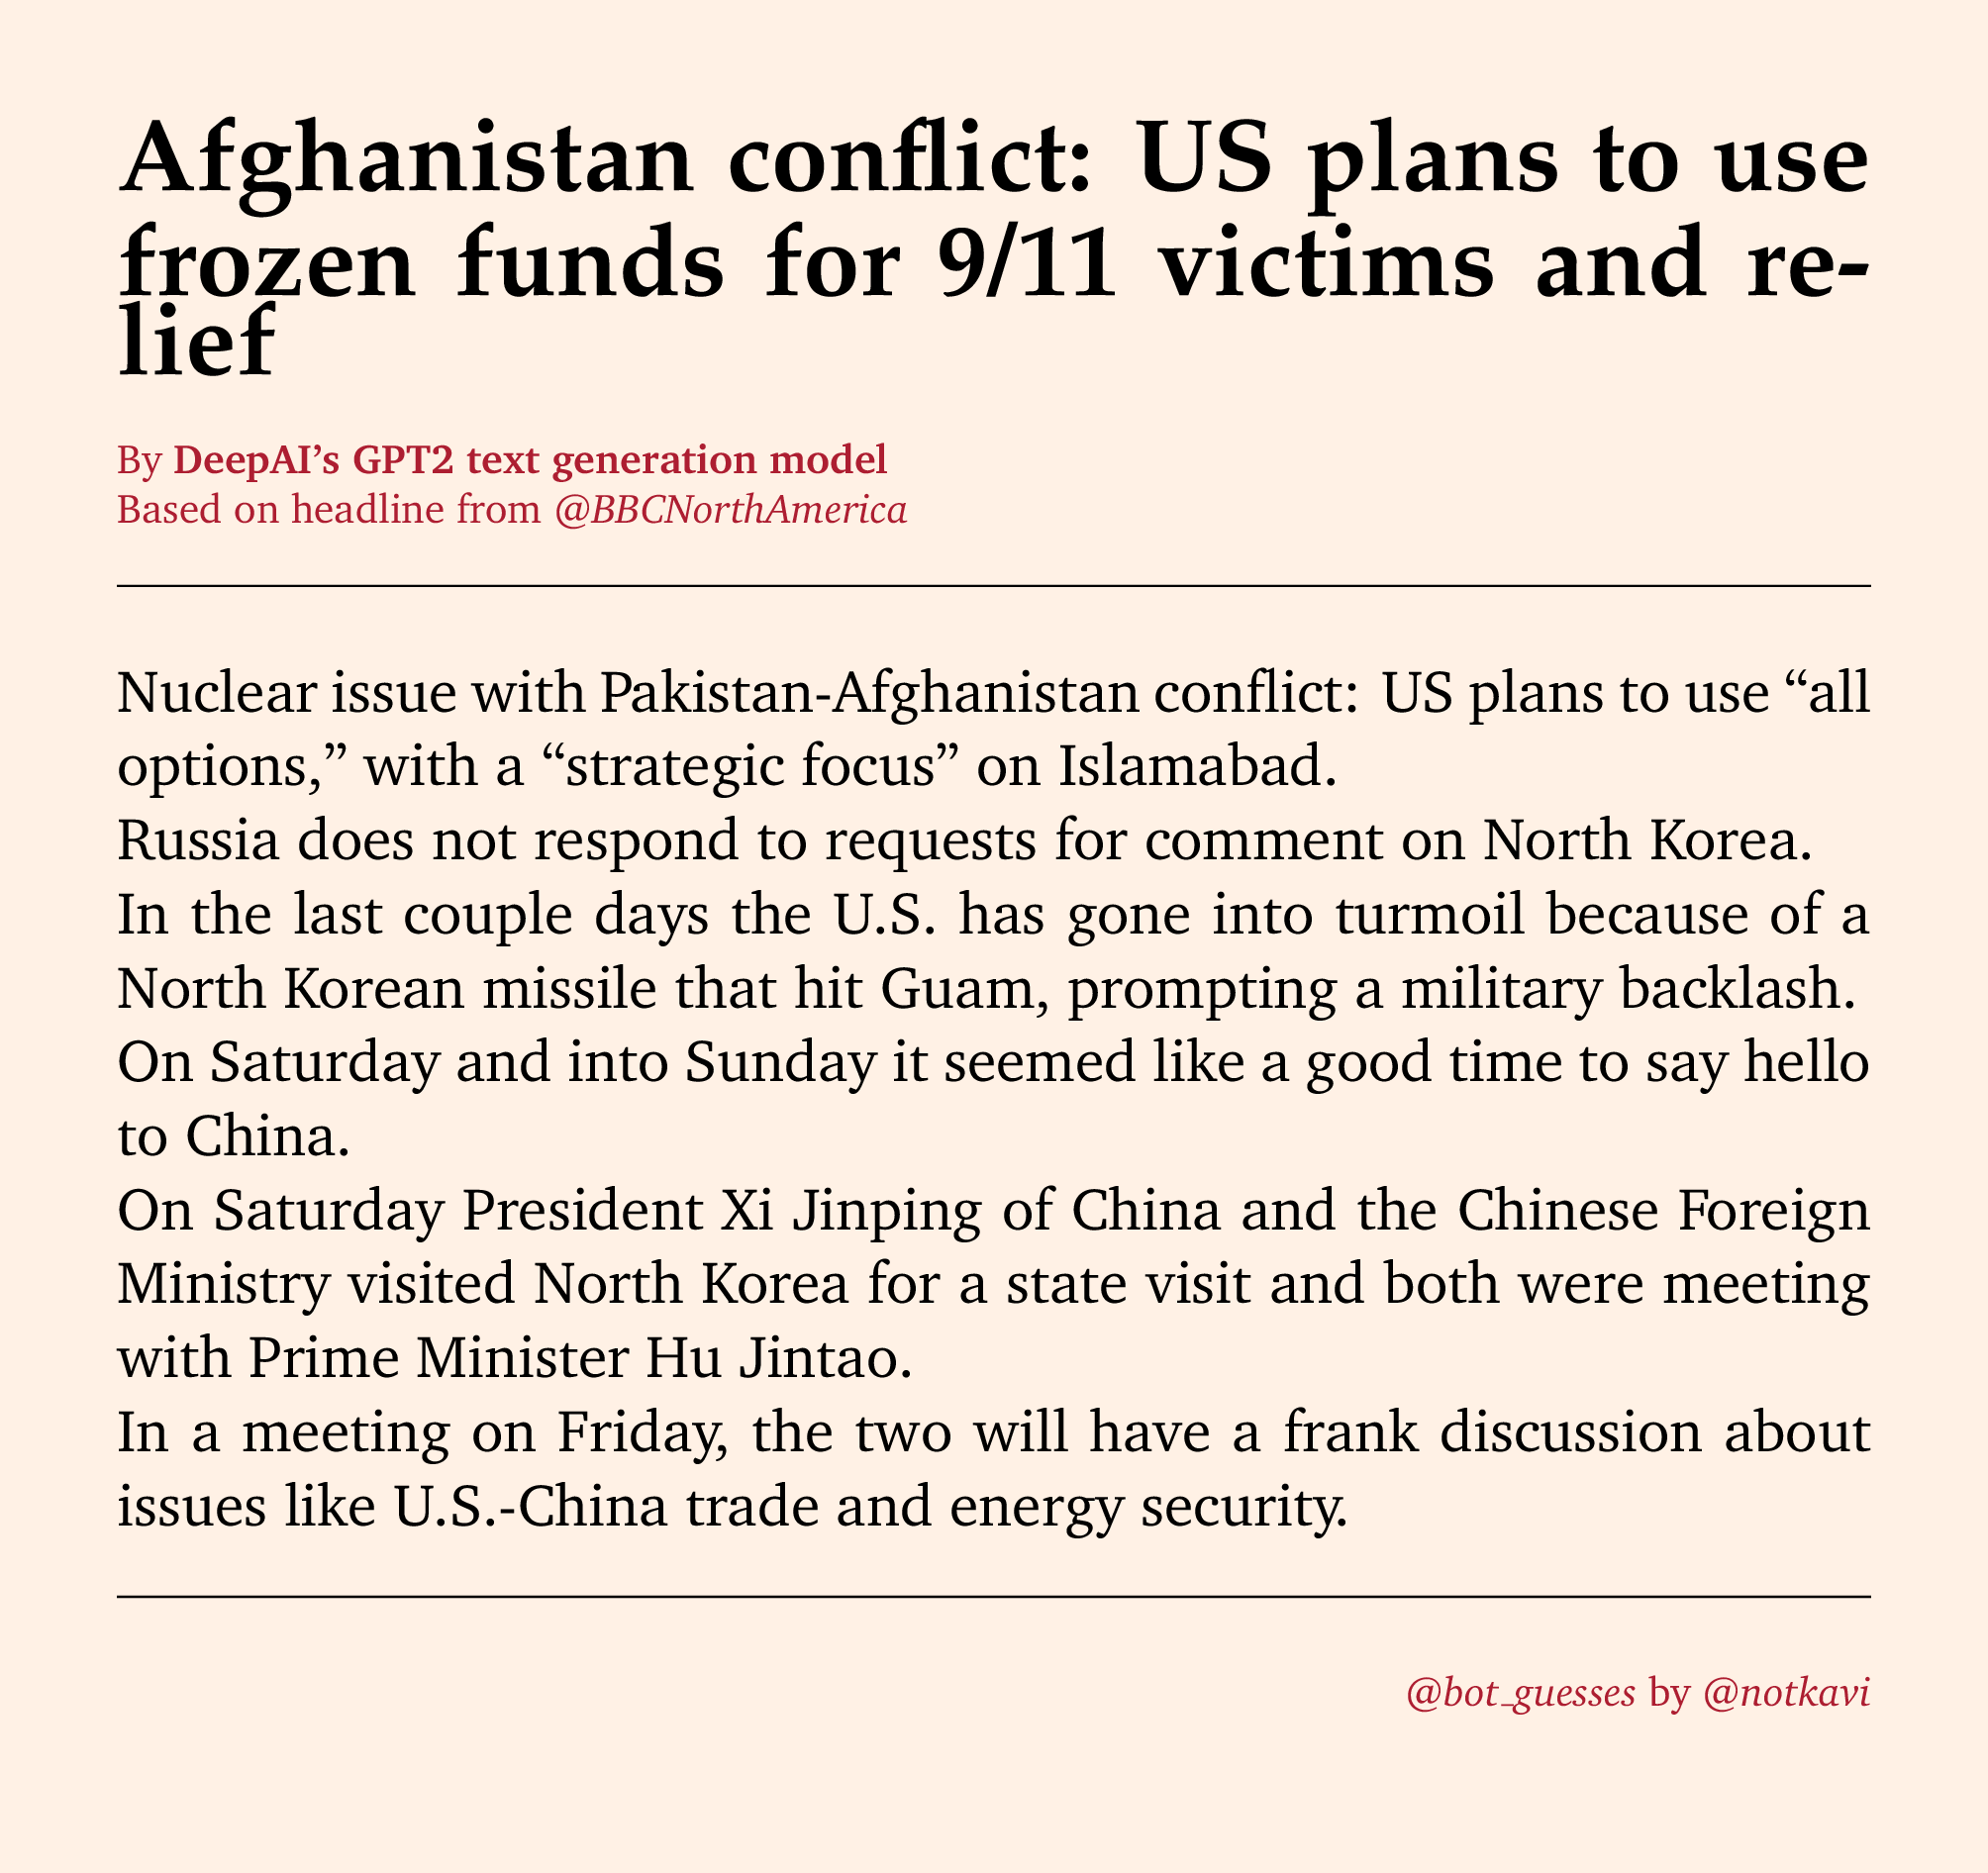 Afghanistan conflict: US plans to use
frozen funds for 9/11 victims and re-
lief
By DeepAI’s GPT2 text generation model
Based on headline from @BBCNorthAmerica
Nuclear issue with Pakistan-Afghanistan conflict: US plans to use “all
options,” with a “strategic focus” on Islamabad.
Russia does not respond to requests for comment on North Korea.
In the last couple days the U.S. has gone into turmoil because of a
North Korean missile that hit Guam, prompting a military backlash.
On Saturday and into Sunday it seemed like a good time to say hello
to China.
On Saturday President Xi Jinping of China and the Chinese Foreign
Ministry visited North Korea for a state visit and both were meeting
with Prime Minister Hu Jintao.
In a meeting on Friday, the two will have a frank discussion about
issues like U.S.-China trade and energy security.
@bot_guesses by @notkavi